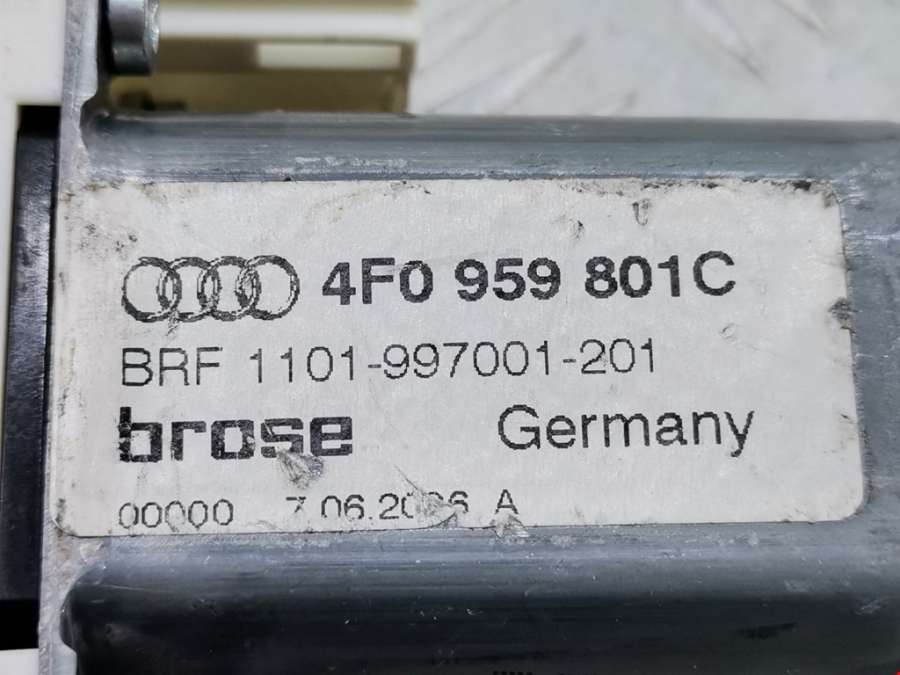 4F0 959 801C
BRF 1101-997001-201
brose Germany
00000 A